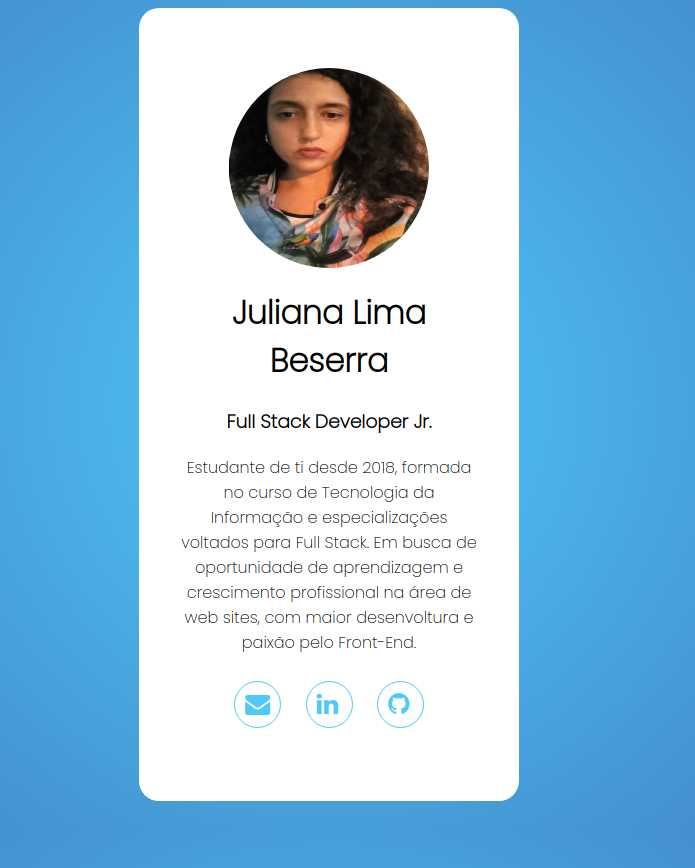 Juliana Lima
Beserra
Full Stack Developer Jr.
Estudante de ti desde 2018, formada
no curso de Tecnologia da
Informação e especializações
voltados para Full Stack. Em busca de
oportunidade de aprendizagem e
crescimento profissional na área de
web sites, com maior desenvoltura e
paixão pelo Front-End.
in